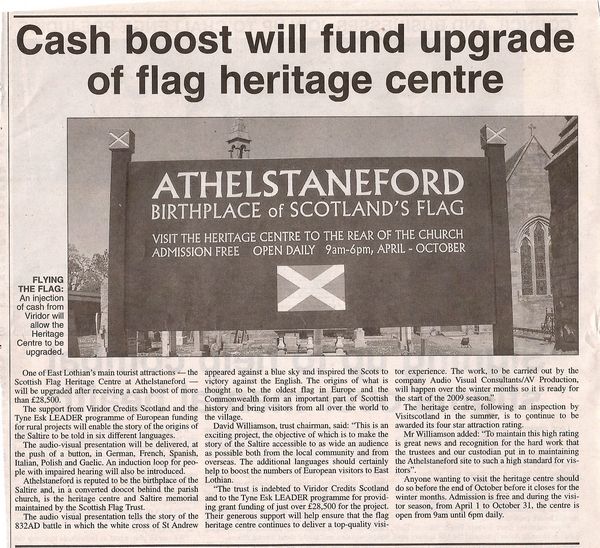 Cash boost will fund upgrade
of flag heritage centre
ATHELSTANEFORD
BIRTHPLACE of SCOTLAND'S FLAG
VISIT THE HERITAGE CENTRE TO THE REAR OF THE CHURCH
ADMISSION FREE OPEN DAILY 9am-6pm, APRIL - OCTOBER
FLYING
THE FLAG:
An injection
of cash from
Viridor will
allow the
Heritage
Centre to be
upgraded.
One of East Lothian's main tourist attractions — the
Scottish Flag Heritage Centre at Athelstaneford —
will be upgraded after receiving a cash boost of more
than £28,500.
The support from Viridor Credits Scotland and the
Tyne Esk LEADER programme of European funding
for rural projects will enable the story of the origins of
the Saltire to be told in six different languages.
The audio-visual presentation will be delivered, at
the push of a button, in German, French, Spanish,
Italian, Polish and Gaelic. An induction loop for peo-
ple with impaired hearing will also be introduced.
Athelstaneford is reputed to be the birthplace of the
Saltire and, in a converted doocot behind the parish
church, is the heritage centre and Saltire memorial
maintained by the Scottish Flag Trust.
The audio visual presentation tells the story of the
832AD battle in which the white cross of St Andrew
appeared against a blue sky and inspired the Scots to
victory against the English. The origins of what is
thought to be the oldest flag in Europe and the
Commonwealth form an important part of Scottish
history and bring visitors from all over the world to
the village.
David Williamson, trust chairman, said: "This is an
exciting project, the objective of which is to make the
story of the Saltire accessible to as wide an audience
as possible both from the local community and from
overseas. The additional languages should certainly
help to boost the numbers of European visitors to East
Lothian.
"The trust is indebted to Viridor Credits Scotland
and to the Tyne Esk LEADER programme for provid-
ing grant funding of just over £28,500 for the project.
Their generous support will help ensure that the flag
heritage centre continues to deliver a top-quality visi-
tor experience. The work, to be carried out by the
company Audio Visual Consultants/AV Production,
will happen over the winter months so it is ready for
the start of the 2009 season."
The heritage centre, following an inspection by
Visitscotland in the summer, is to continue to be
awarded its four star attraction rating.
Mr Williamson added: "To maintain this high rating
is great news and recognition for the hard work that
the trustees and our custodian put in to maintaining
the Athelstaneford site to such a high standard for vis-
itors".
Anyone wanting to visit the heritage centre should
do so before the end of October before it closes for the
winter months. Admission is free and during the visi-
tor season, from April 1 to October 31, the centre is
open from 9am until 6pm daily.